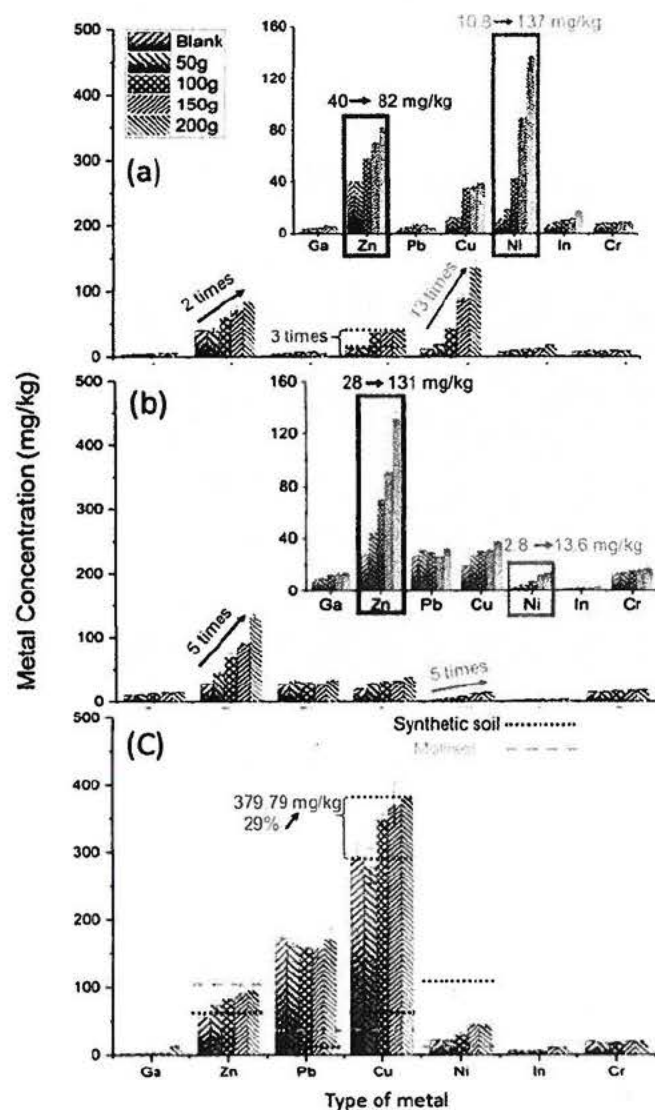 Metal Concentration (mg/kg)
Blank
50g
100g
150g
200g
(a)
500
450
400
350
300
250
200
150
100
50
0
10.8→137 mg/kg
40→ 82 mg/kg
160
120
80
40
0
Ga Zn Pb Cu Ni In Cr
2 times
3 times
13 times
(b)
500
400
300
200
100
0
28→131 mg/kg
160
120
80
40
0
2.8→13.6 mg/kg
Ga Zn Pb Cu Ni In Cr
5 times
5 times
(C)
Synthetic soil
500
400
300
200
100
0
379.79 mg/kg
29%
Ga Zn Pb Cu Ni In Cr
Type of metal